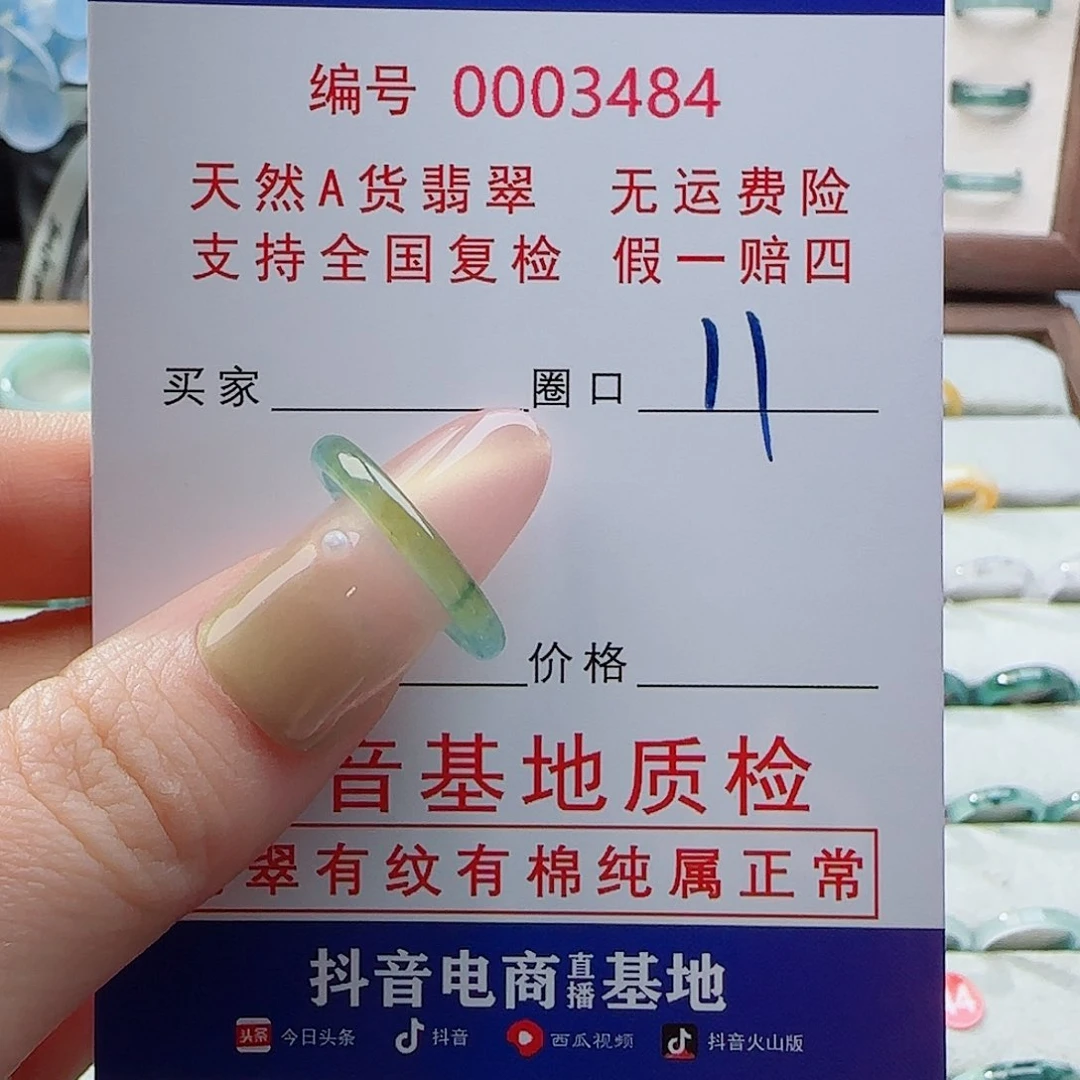 编号 0003484
天然A货翡翠 无运费险
支持全国复检 假一赔四
买家 圈口 11
价格
音基地质检
翠有纹有棉纯属正常
抖音电商直播基地
头条 今日头条 抖音 西瓜视频 抖音火山版